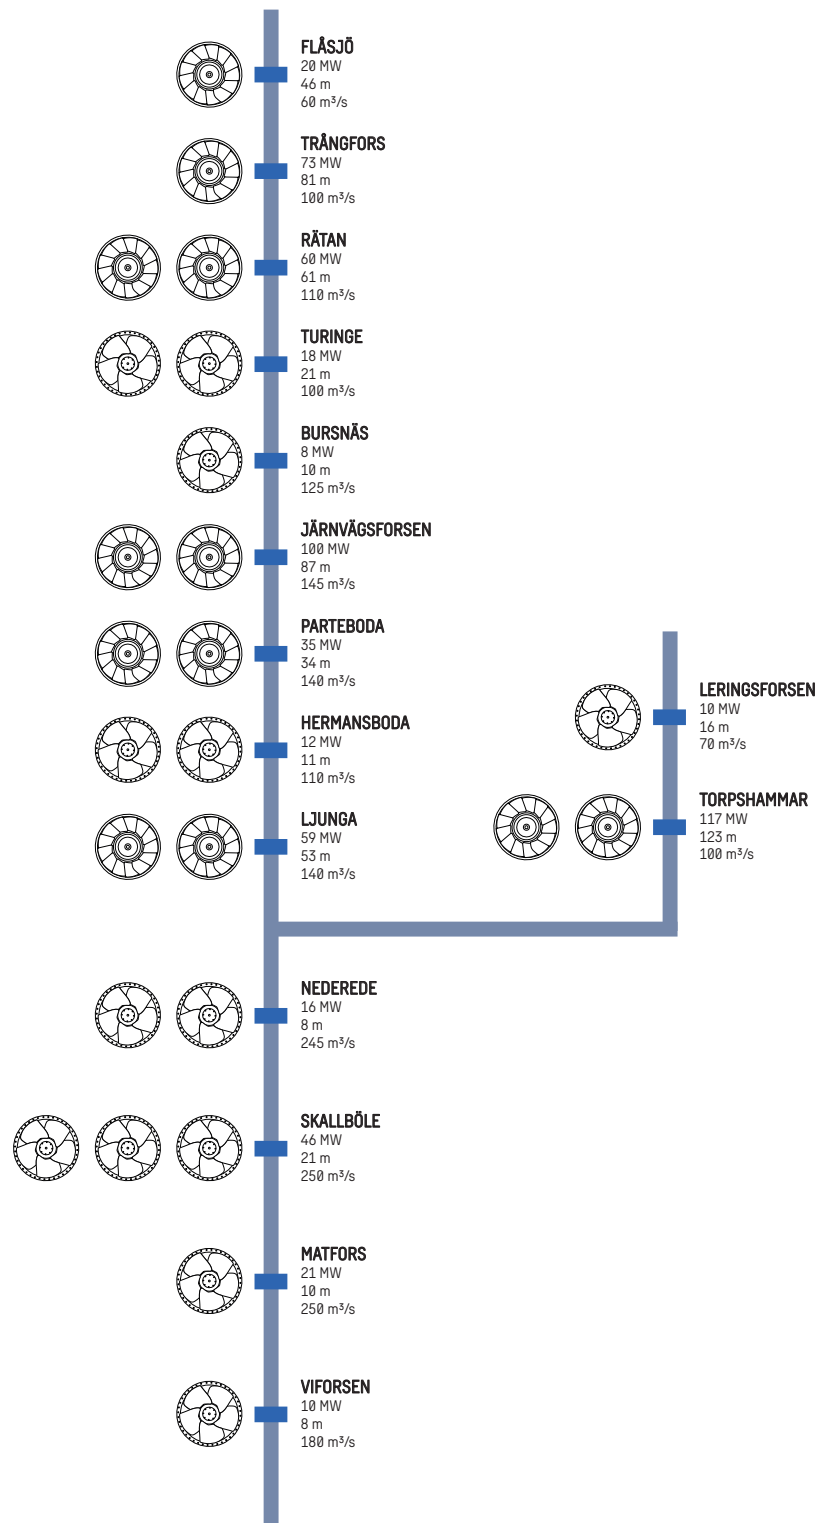 FLÅSJÖ
20 MW
46 m
60 m³/s
TRÅNGFORS
73 MW
81 m
100 m³/s
RÄTAN
60 MW
61 m
110 m³/s
TURINGE
18 MW
21 m
100 m³/s
BURSNÄS
8 MW
10 m
125 m³/s
JÄRNVÄGSFORSEN
100 MW
87 m
145 m³/s
PARTEBODA
35 MW
34 m
140 m³/s
HERMANSBODA
12 MW
11 m
110 m³/s
LJUNGA
59 MW
53 m
140 m³/s
LERINGSFORSEN
10 MW
16 m
70 m³/s
TORPSHAMMAR
117 MW
123 m
100 m³/s
NEDEREDE
16 MW
8 m
245 m³/s
SKALLBÖLE
46 MW
21 m
250 m³/s
MATFORS
21 MW
10 m
250 m³/s
VIFORSEN
10 MW
8 m
180 m³/s